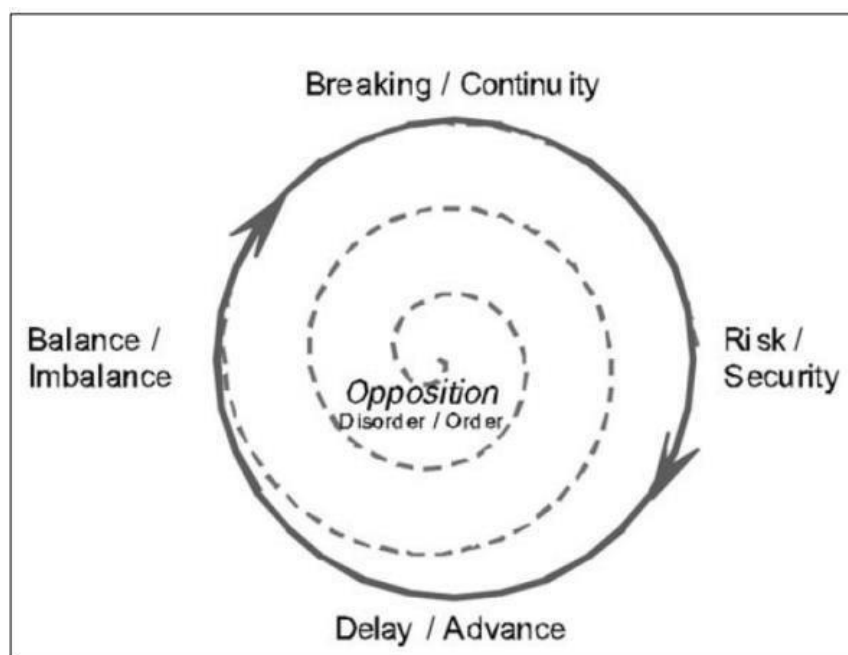 Breaking / Continuity
Balance /
Imbalance
Risk /
Security
Opposition
Disorder / Order
Delay / Advance